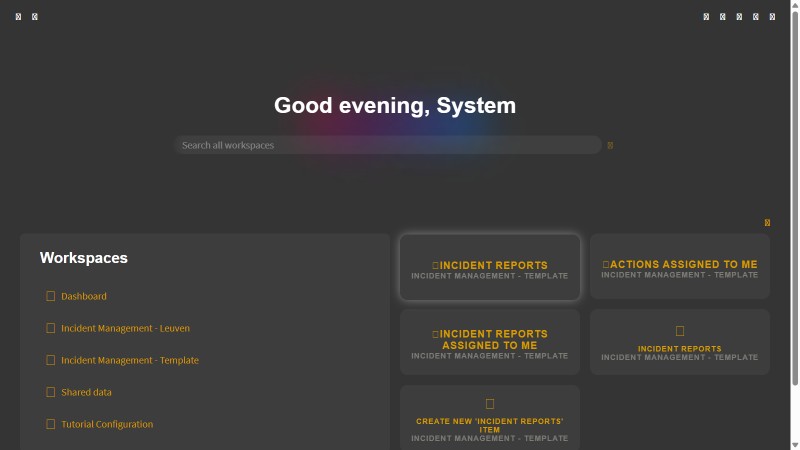 Good evening, System
Search all workspaces
Workspaces
Dashboard
Incident Management - Leuven
Incident Management - Template
Shared data
Tutorial Configuration
INCIDENT REPORTS
INCIDENT MANAGEMENT - TEMPLATE
ACTIONS ASSIGNED TO ME
INCIDENT MANAGEMENT - TEMPLATE
INCIDENT REPORTS
ASSIGNED TO ME
INCIDENT MANAGEMENT - TEMPLATE
INCIDENT REPORTS
INCIDENT MANAGEMENT - TEMPLATE
CREATE NEW 'INCIDENT REPORTS'
ITEM
INCIDENT MANAGEMENT - TEMPLATE